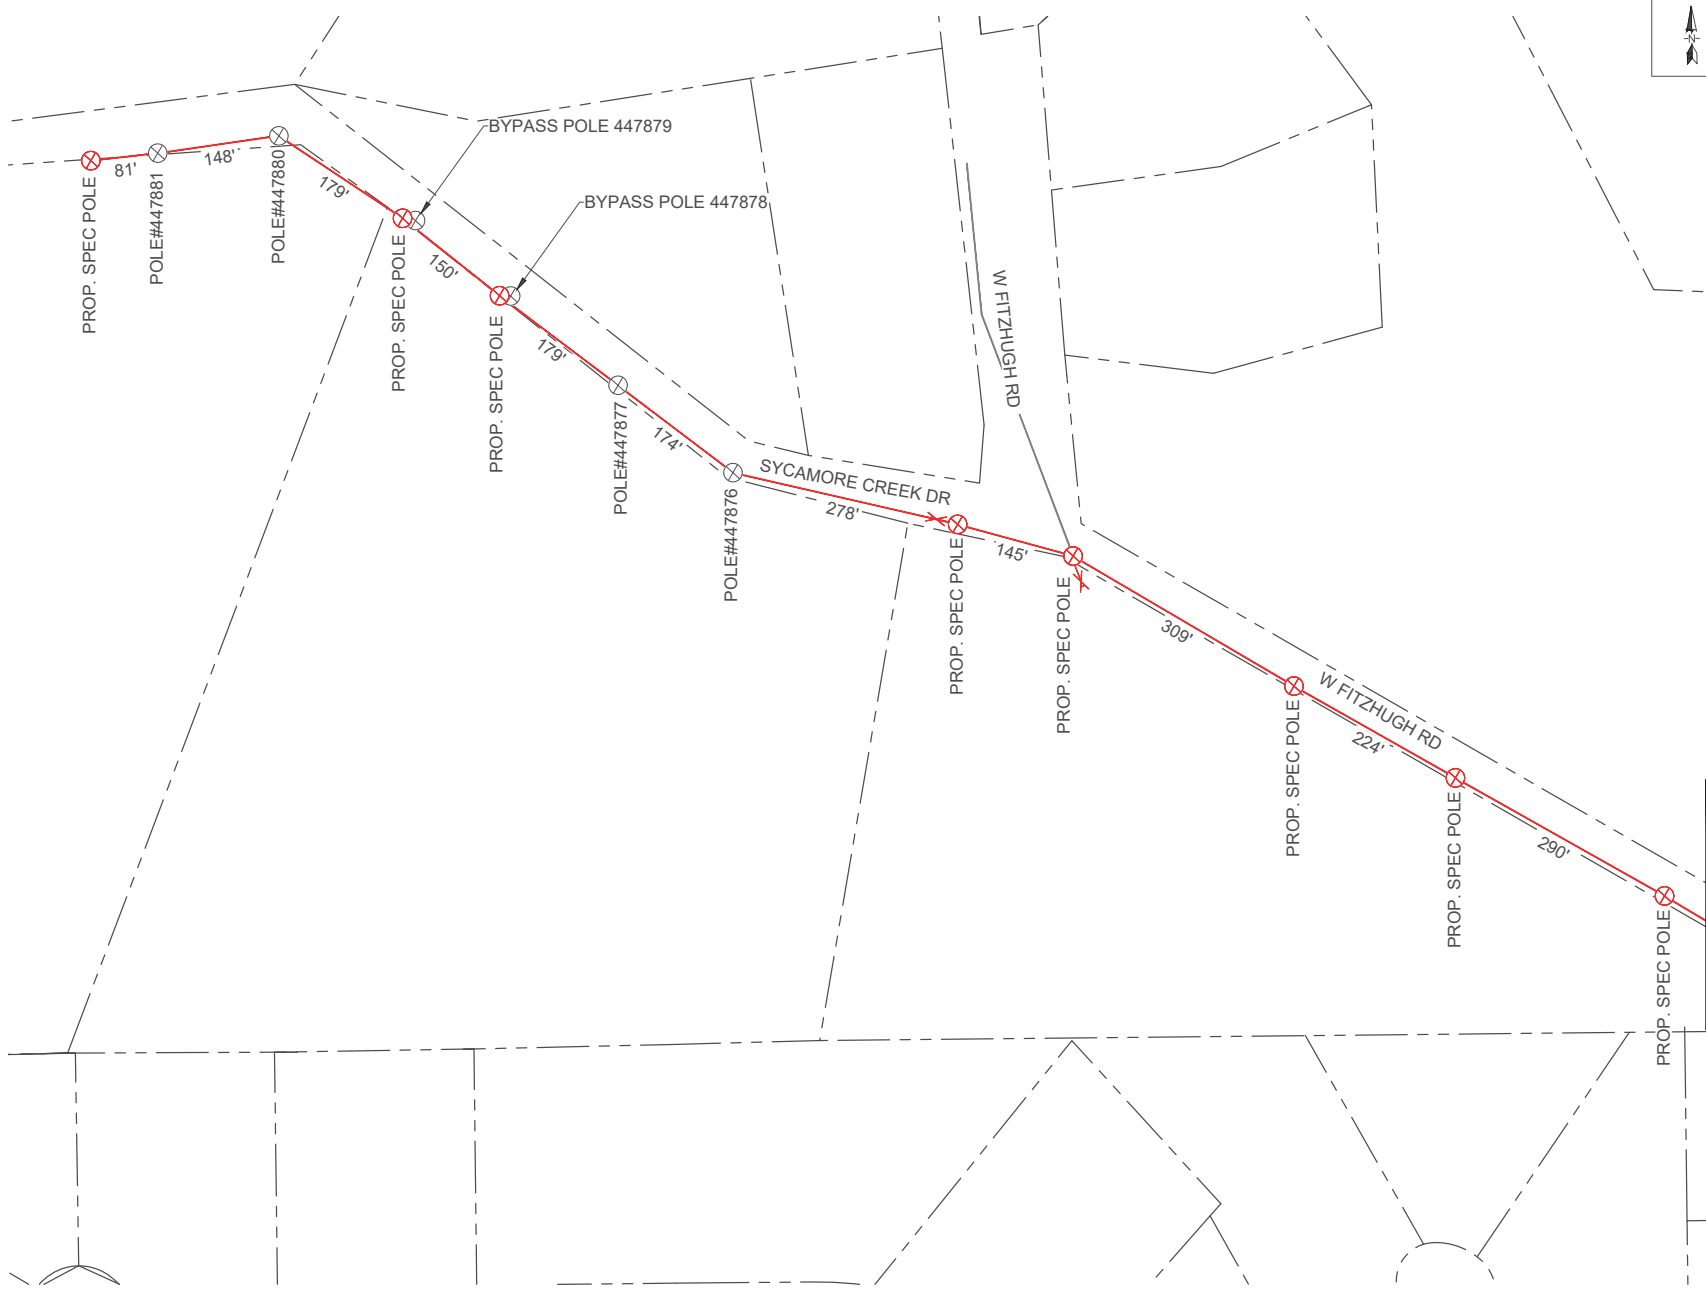 N
BYPASS POLE 447879
BYPASS POLE 447878
81'
148'
179'
150'
179'
174'
278'
145'
309'
224'
290'
PROP. SPEC POLE
POLE#447881
POLE#447880
PROP. SPEC POLE
PROP. SPEC POLE
POLE#447877
POLE#447876
SYCAMORE CREEK DR
W FITZHUGH RD
PROP. SPEC POLE
PROP. SPEC POLE
W FITZHUGH RD
PROP. SPEC POLE
PROP. SPEC POLE
PROP. SPEC POLE